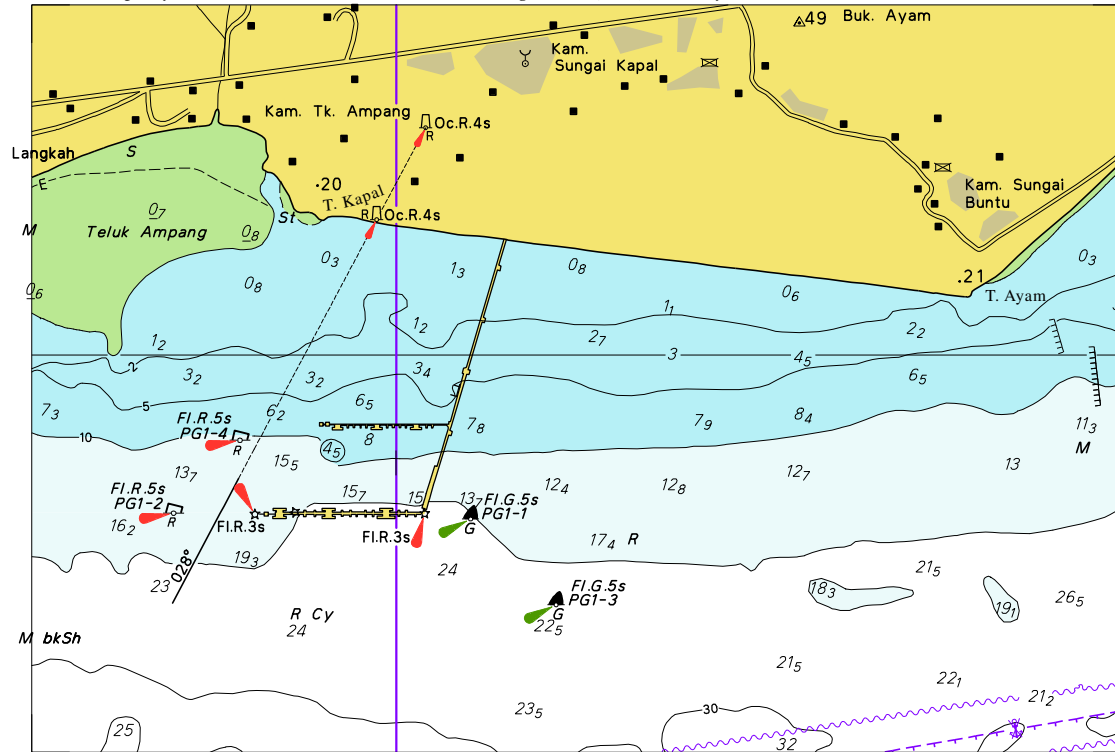 49 Buk. Ayam
Kam.
Sungai Kapal
Kam. Tk. Ampang
Oc.R.4s
R
Langkah
S
E
20
T. Kapal
R Oc.R.4s
St
Kam. Sungai
Buntu
0₇
Teluk Ampang
0₈
M
0₃
1₃
0₈
0₃
21
T. Ayam
0₆
0₈
0₆
1₁
1₂
1₂
2₇
2₂
3₄
3
4₅
2
3₂
3₂
6₅
6₅
5
7₃
6₂
7₈
7₉
8₄
11₃
Fl.R.5s
PG1-4
R
10
8
4₅
M
15₅
13₇
12₇
13
Fl.R.5s
PG1-2
R
15₇
15
13₇
12₄
12₈
Fl.G.5s
PG1-1
G
16₂
Fl.R.3s
Fl.R.3s
17₄ R
19₃
028°
24
21₅
23
Fl.G.5s
PG1-3
G
18₃
19₁
26₅
R Cy
24
22₅
M bkSh
21₅
22₁
21₂
23₅
30
25
32